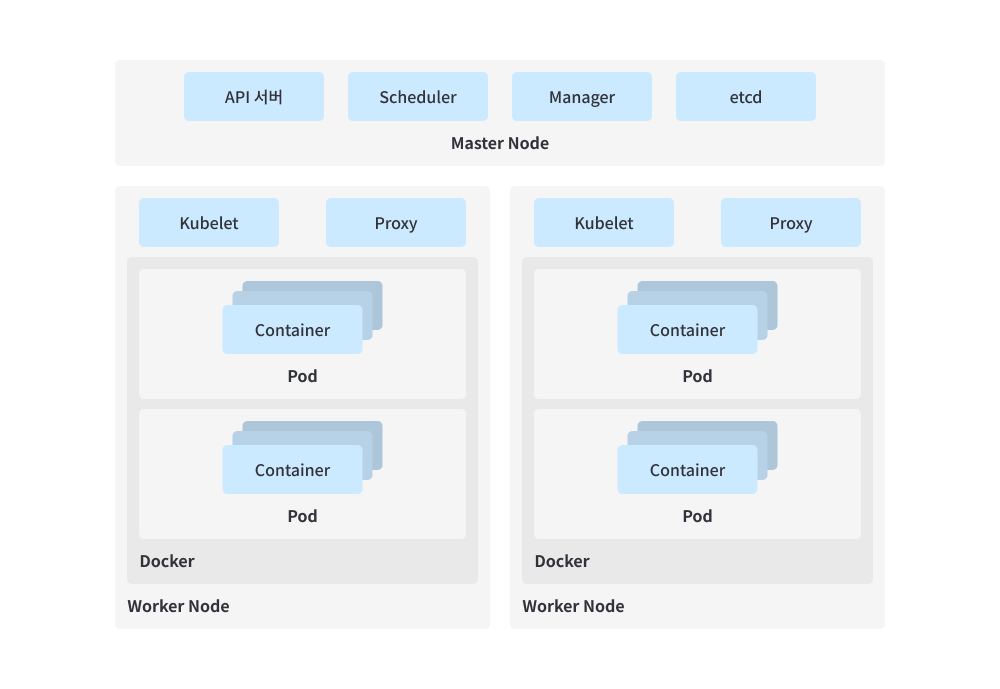 API 서버
Scheduler
Manager
etcd
Master Node
Kubelet
Proxy
Container
Pod
Container
Pod
Docker
Worker Node
Kubelet
Proxy
Container
Pod
Container
Pod
Docker
Worker Node